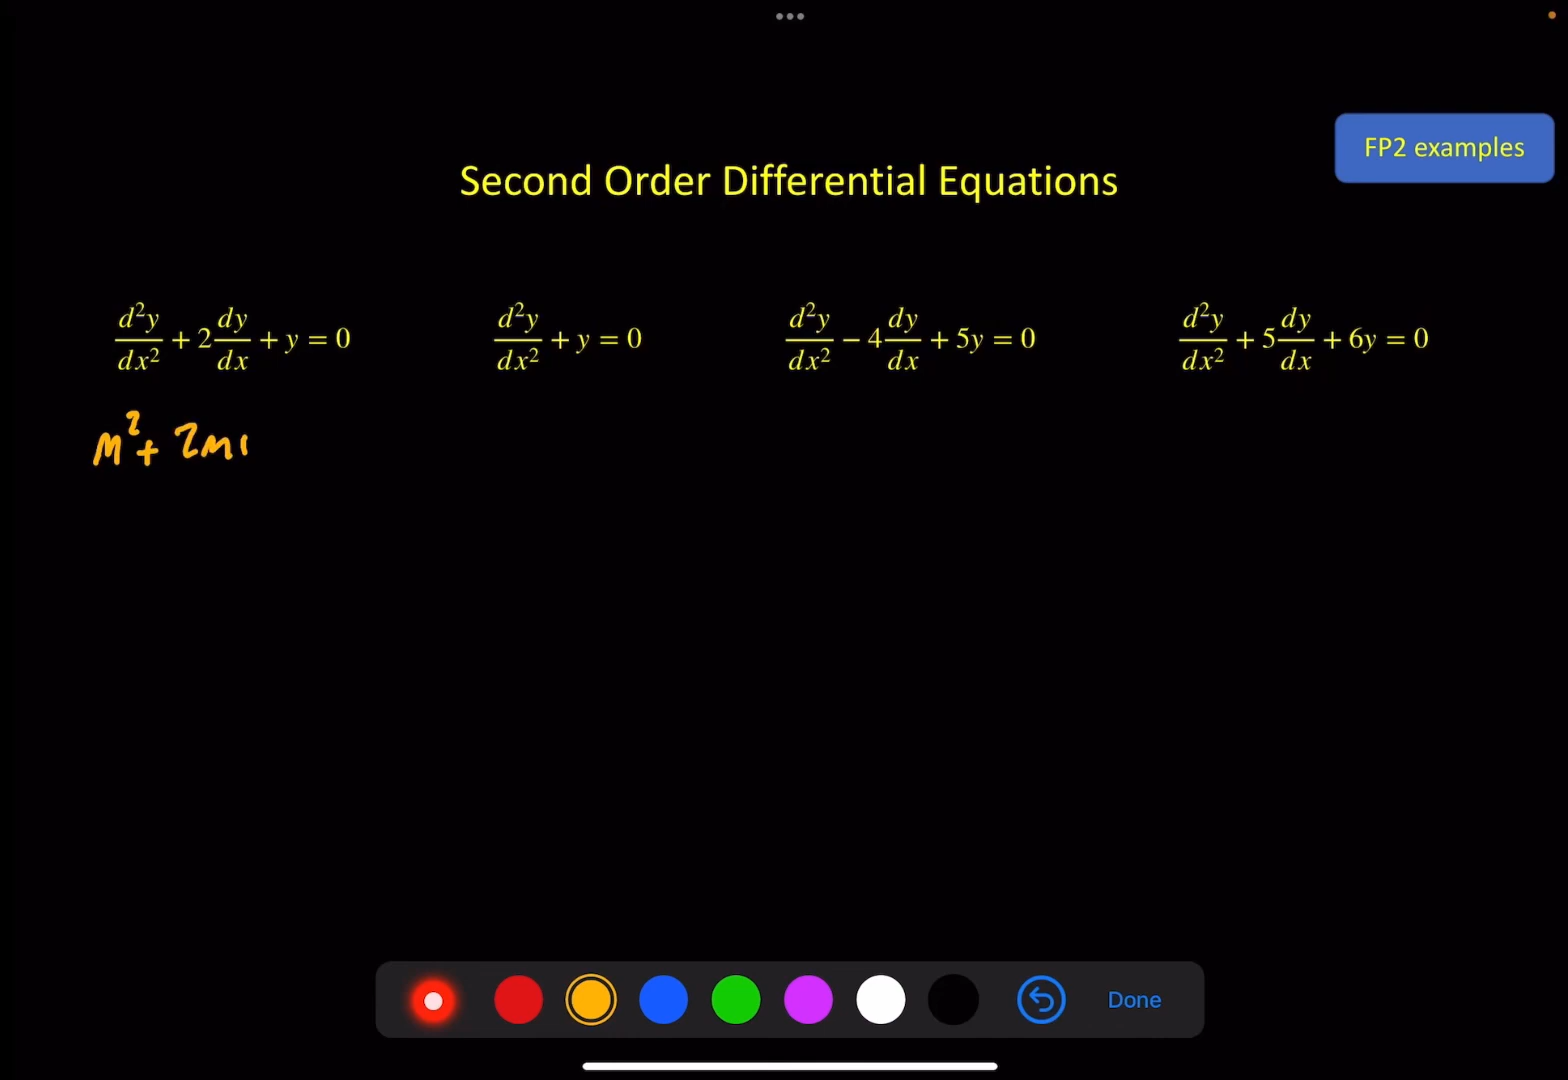 FP2 examples
Second Order Differential Equations
d²y/dx² + 2 dy/dx + y = 0
d²y/dx² + y = 0
d²y/dx² − 4 dy/dx + 5y = 0
d²y/dx² + 5 dy/dx + 6y = 0
m² + 2m
Done